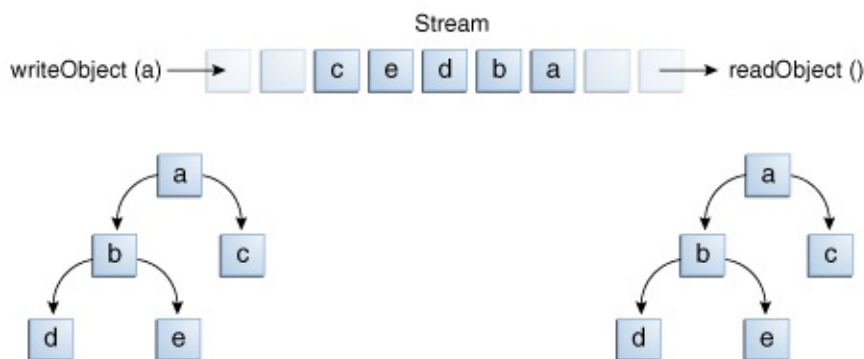 Stream
writeObject (a) c e d b a readObject ()
a a
b c b c
d e d e